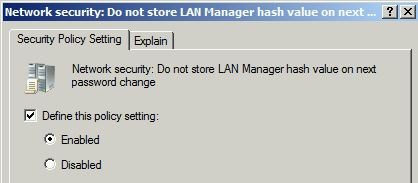 Network security: Do not store LAN Manager hash value on next ...
Security Policy Setting Explain
Network security: Do not store LAN Manager hash value on next
password change
Define this policy setting:
Enabled
Disabled